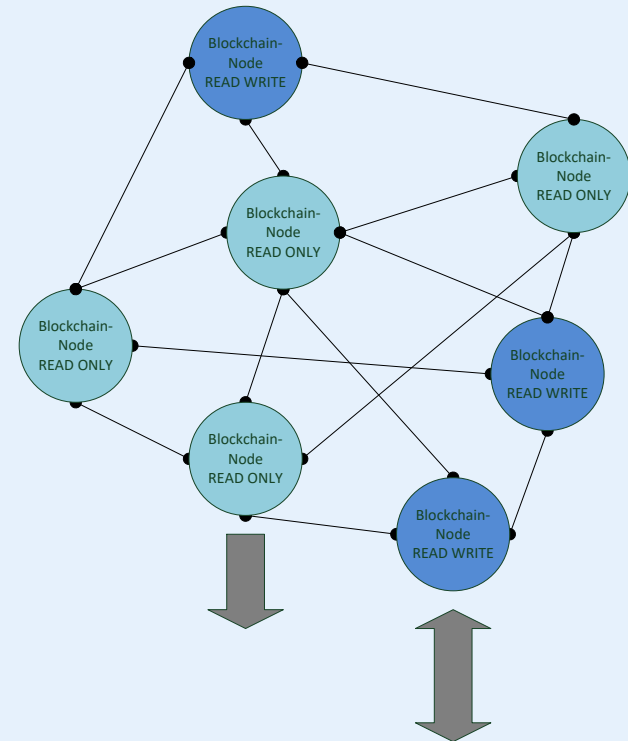 Blockchain-
Node
READ WRITE
Blockchain-
Node
READ ONLY
Blockchain-
Node
READ ONLY
Blockchain-
Node
READ ONLY
Blockchain-
Node
READ WRITE
Blockchain-
Node
READ ONLY
Blockchain-
Node
READ WRITE